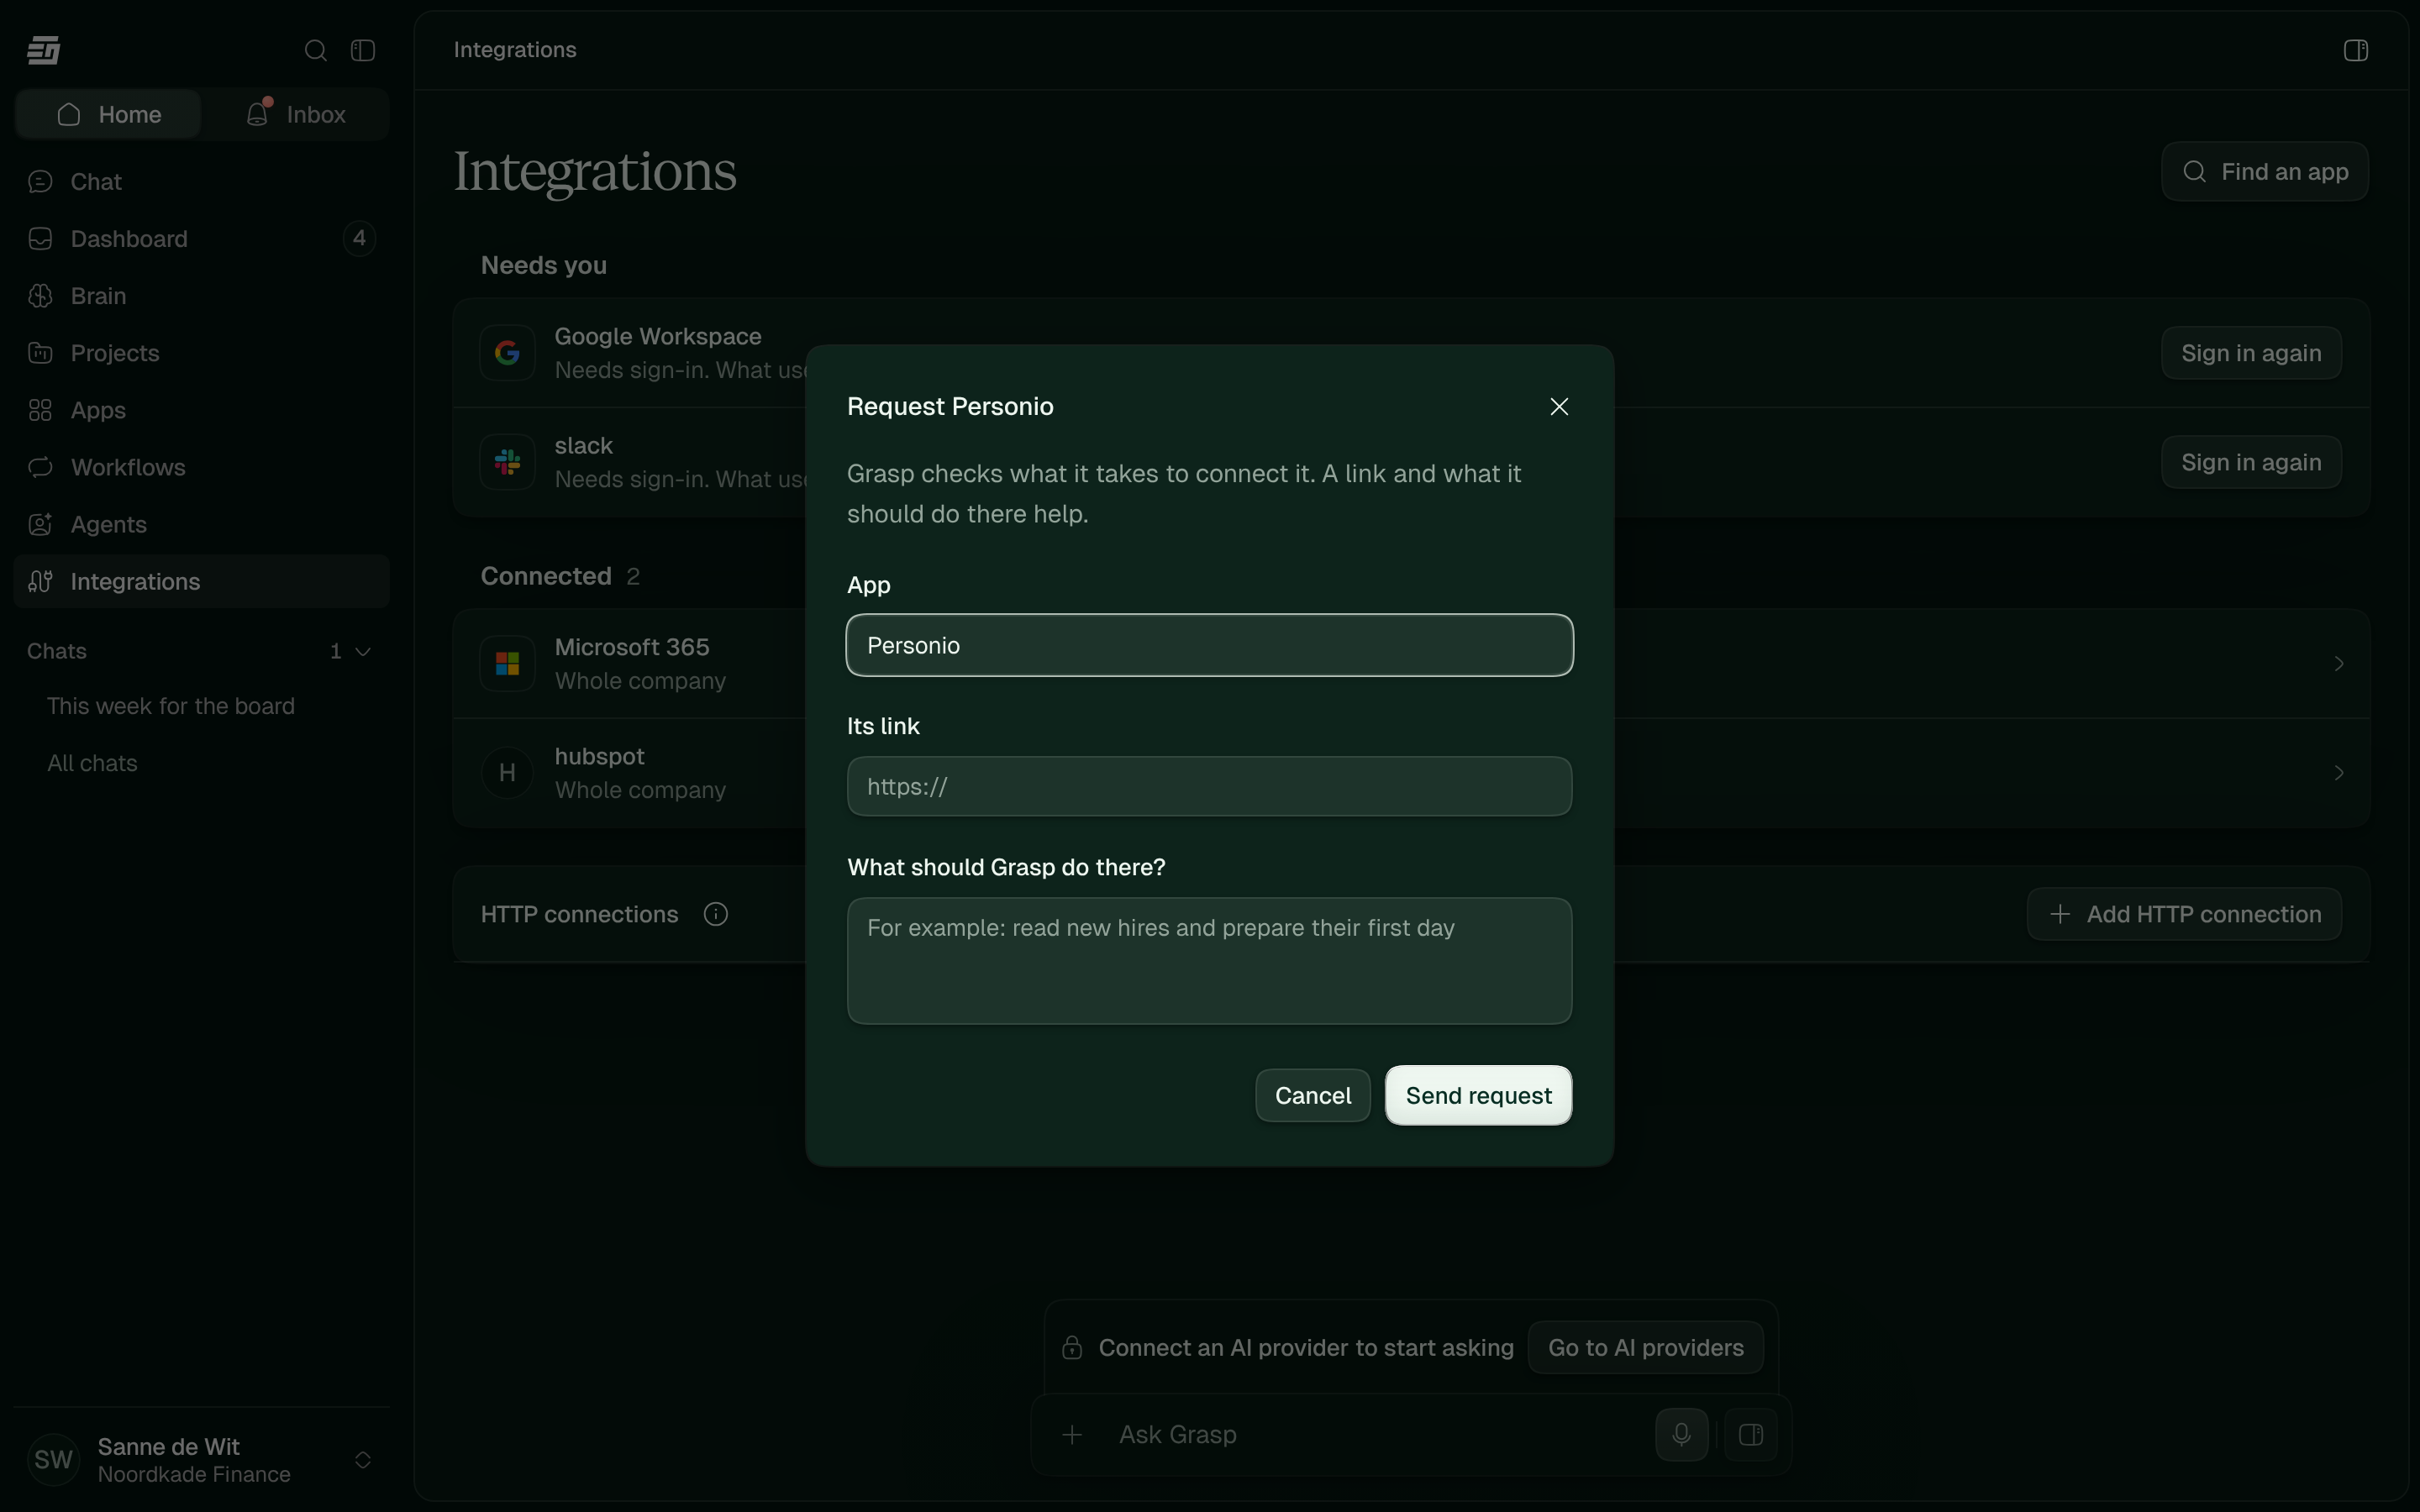 Integrations
Home
Inbox
Chat
Dashboard
4
Brain
Projects
Apps
Workflows
Agents
Integrations
Chats
1
This week for the board
All chats
SW
Sanne de Wit
Noordkade Finance
Integrations
Find an app
Needs you
Google Workspace
Needs sign-in. What
Sign in again
slack
Needs sign-in. What
Sign in again
Connected 2
Microsoft 365
Whole company
H
hubspot
Whole company
HTTP connections
Add HTTP connection
Request Personio
Grasp checks what it takes to connect it. A link and what it
should do there help.
App
Personio
Its link
https://
What should Grasp do there?
For example: read new hires and prepare their first day
Cancel
Send request
Connect an AI provider to start asking
Go to AI providers
Ask Grasp